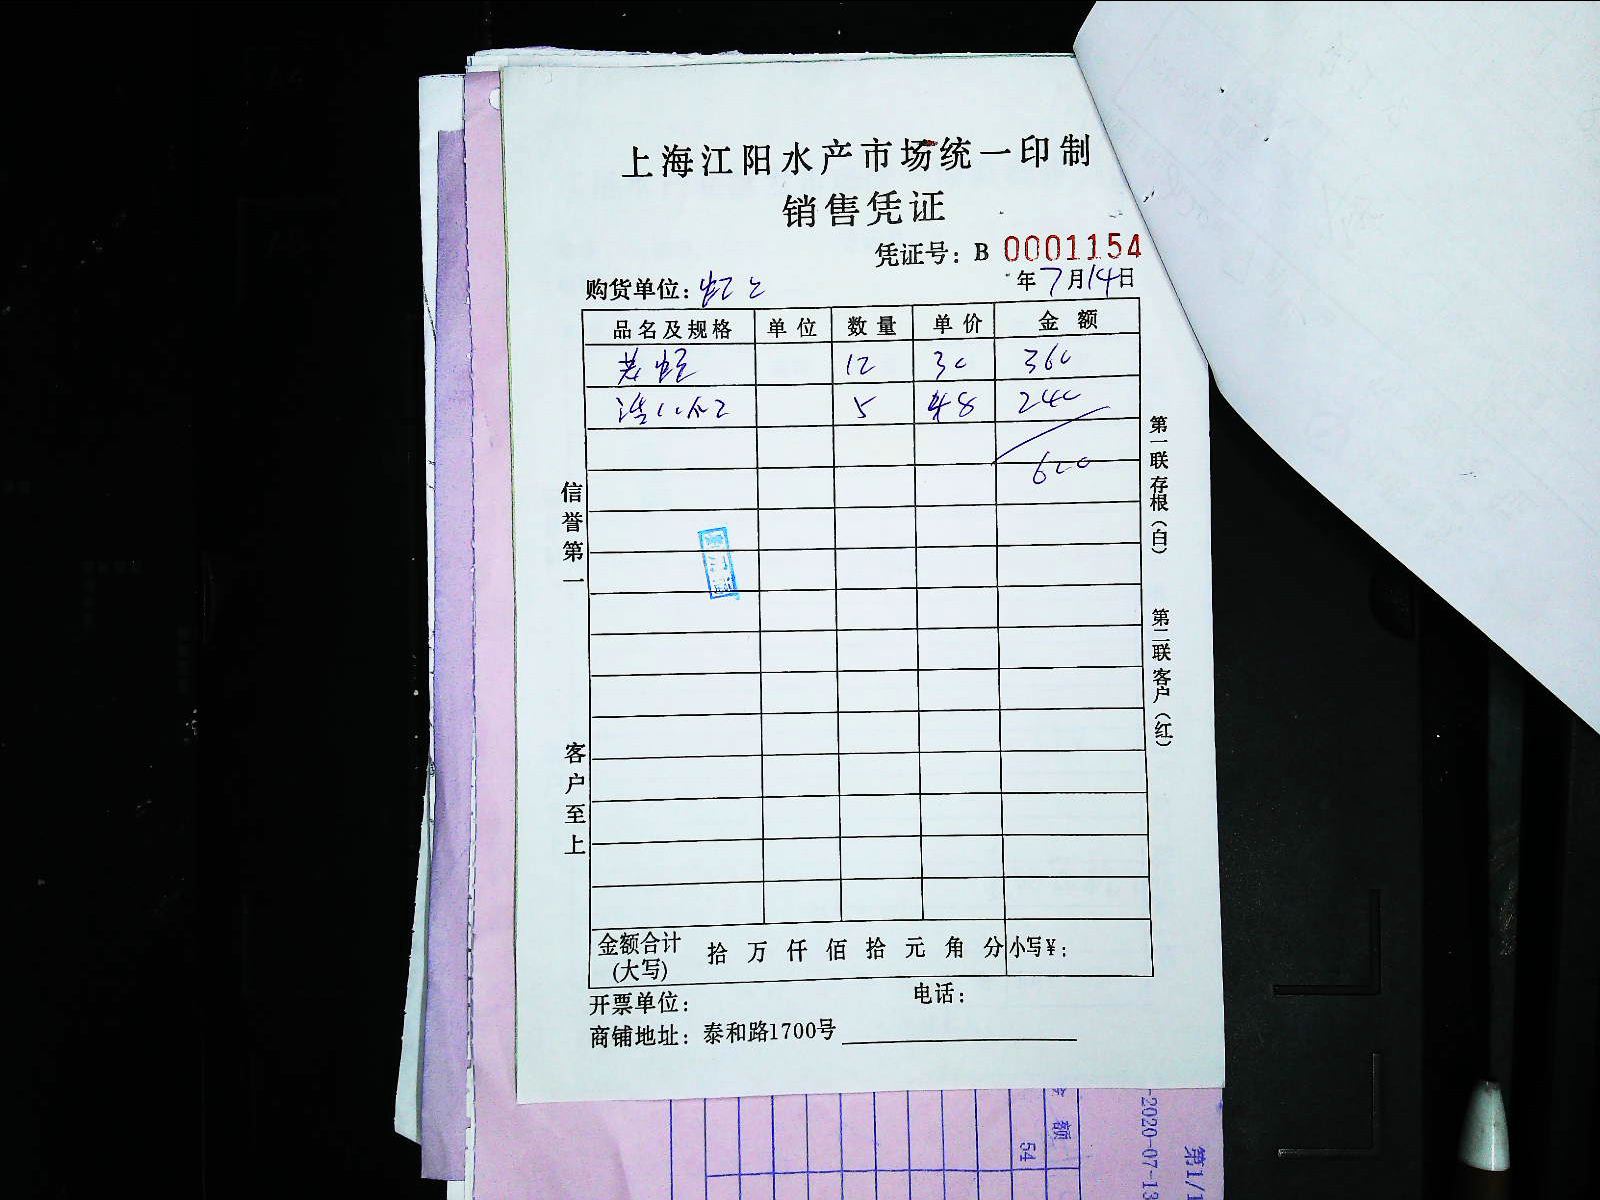 上海江阳水产市场统一印制
销售凭证
凭证号：B 0001154
年7月14日
购货单位：
品名及规格 单位 数量 单价 金额
12 30 360
5 48 240
600
信誉第一
客户至上
第一联存根（白）
第二联客户（红）
金额合计(大写) 拾 万 仟 佰 拾 元 角 分 小写¥：
开票单位： 电话：
商铺地址：泰和路1700号
额
54
-2020-07-13
第1/1